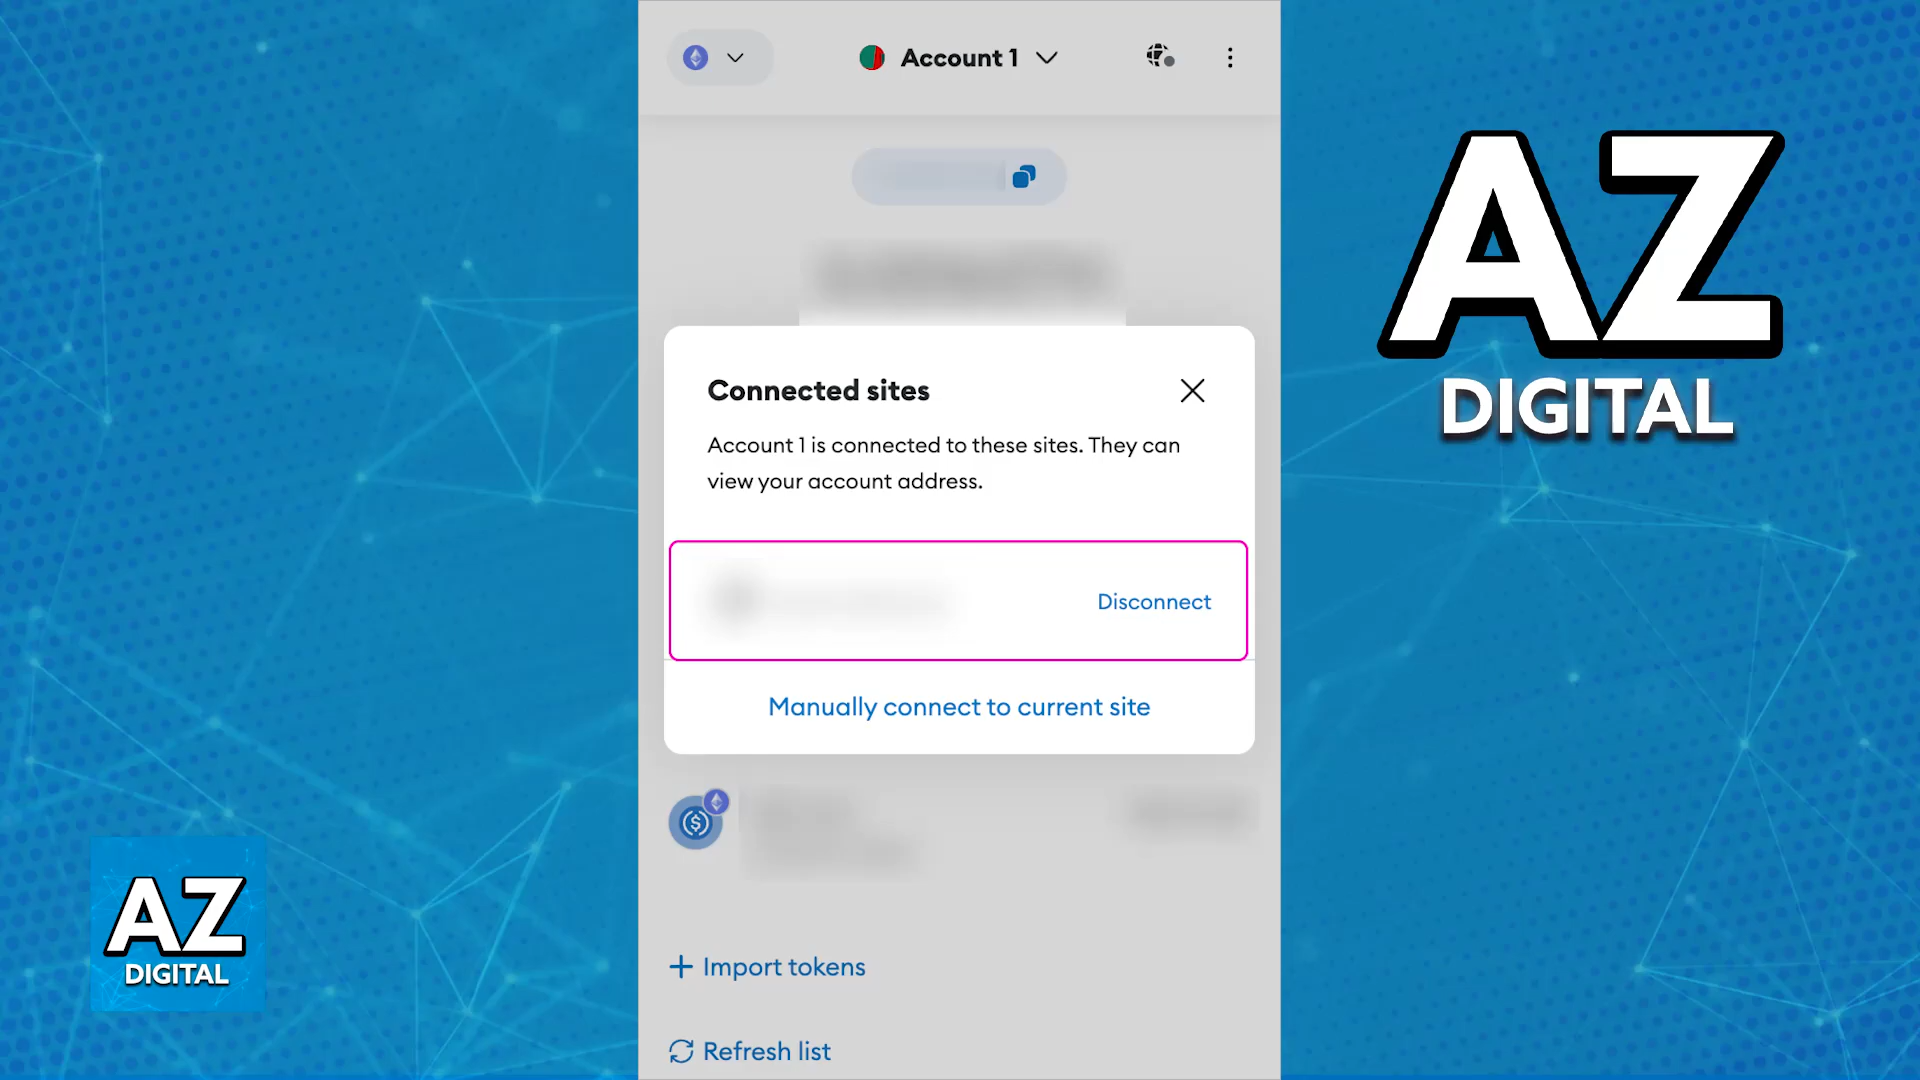 Account 1
Connected sites
Account 1 is connected to these sites. They can
view your account address.
Disconnect
Manually connect to current site
+ Import tokens
Refresh list
AZ
DIGITAL
AZ
DIGITAL